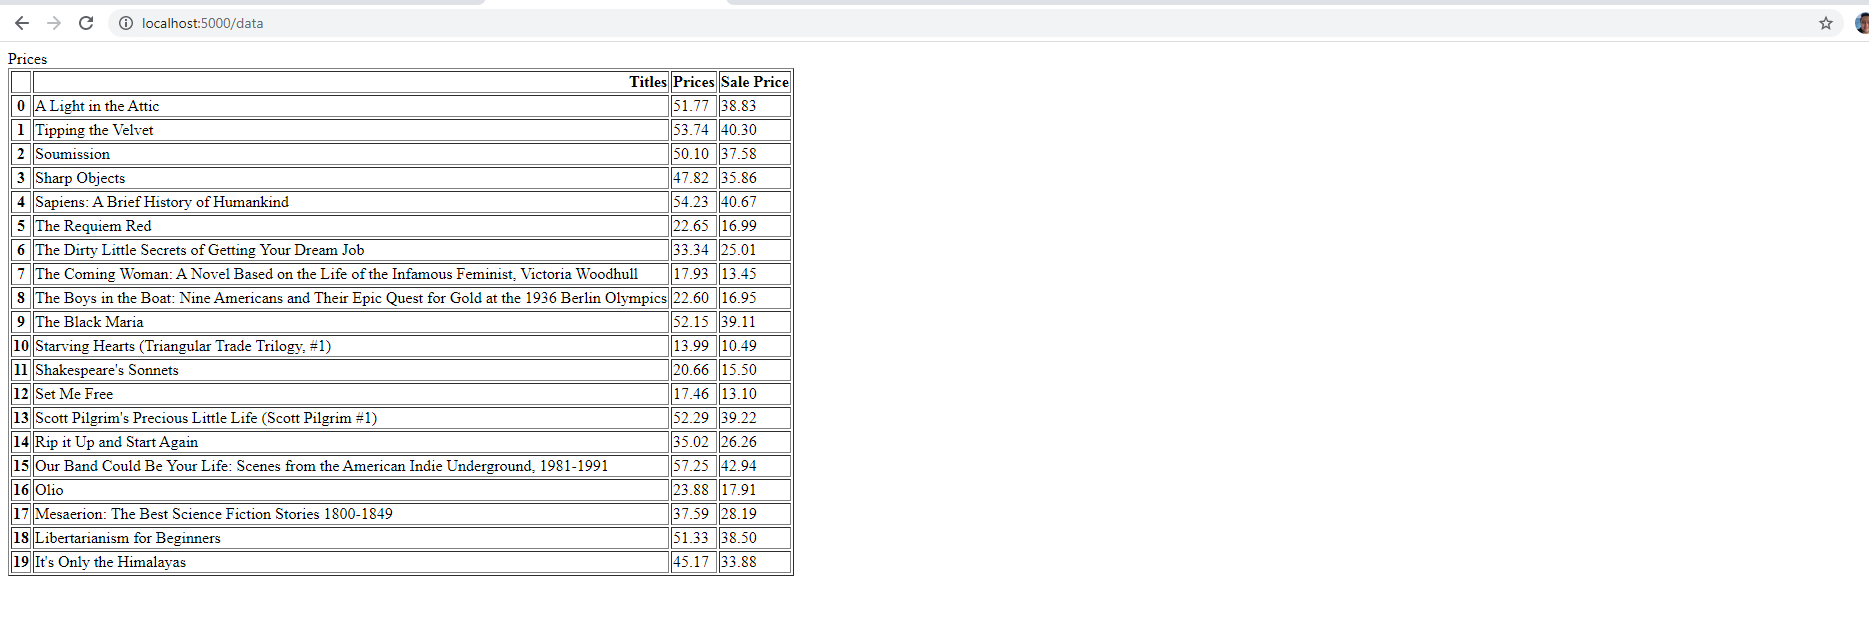 localhost:5000/data
Prices
Titles Prices Sale Price
0 A Light in the Attic 51.77 38.83
1 Tipping the Velvet 53.74 40.30
2 Soumission 50.10 37.58
3 Sharp Objects 47.82 35.86
4 Sapiens: A Brief History of Humankind 54.23 40.67
5 The Requiem Red 22.65 16.99
6 The Dirty Little Secrets of Getting Your Dream Job 33.34 25.01
7 The Coming Woman: A Novel Based on the Life of the Infamous Feminist, Victoria Woodhull 17.93 13.45
8 The Boys in the Boat: Nine Americans and Their Epic Quest for Gold at the 1936 Berlin Olympics 22.60 16.95
9 The Black Maria 52.15 39.11
10 Starving Hearts (Triangular Trade Trilogy, #1) 13.99 10.49
11 Shakespeare's Sonnets 20.66 15.50
12 Set Me Free 17.46 13.10
13 Scott Pilgrim's Precious Little Life (Scott Pilgrim #1) 52.29 39.22
14 Rip it Up and Start Again 35.02 26.26
15 Our Band Could Be Your Life: Scenes from the American Indie Underground, 1981-1991 57.25 42.94
16 Olio 23.88 17.91
17 Mesaerion: The Best Science Fiction Stories 1800-1849 37.59 28.19
18 Libertarianism for Beginners 51.33 38.50
19 It's Only the Himalayas 45.17 33.88